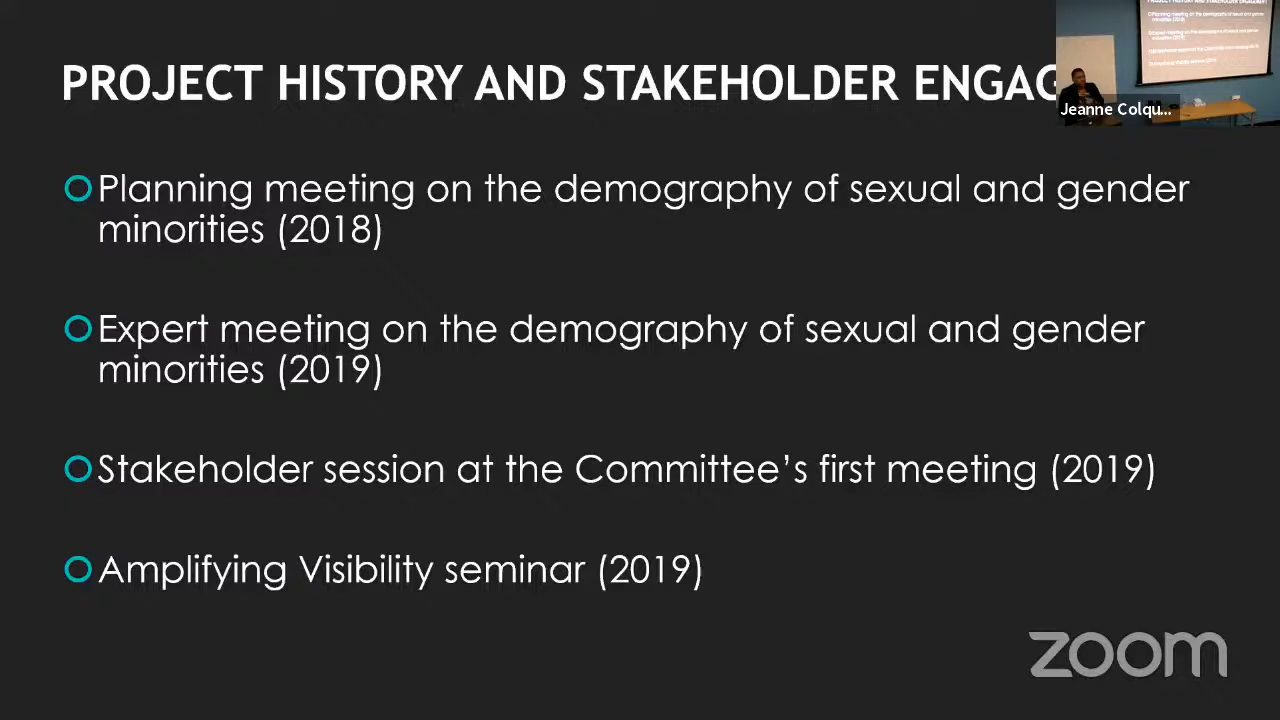 PROJECT HISTORY AND STAKEHOLDER ENGAG
Jeanne Colqu...
Planning meeting on the demography of sexual and gender
minorities (2018)
Expert meeting on the demography of sexual and gender
minorities (2019)
Stakeholder session at the Committee's first meeting (2019)
Amplifying Visibility seminar (2019)
zoom